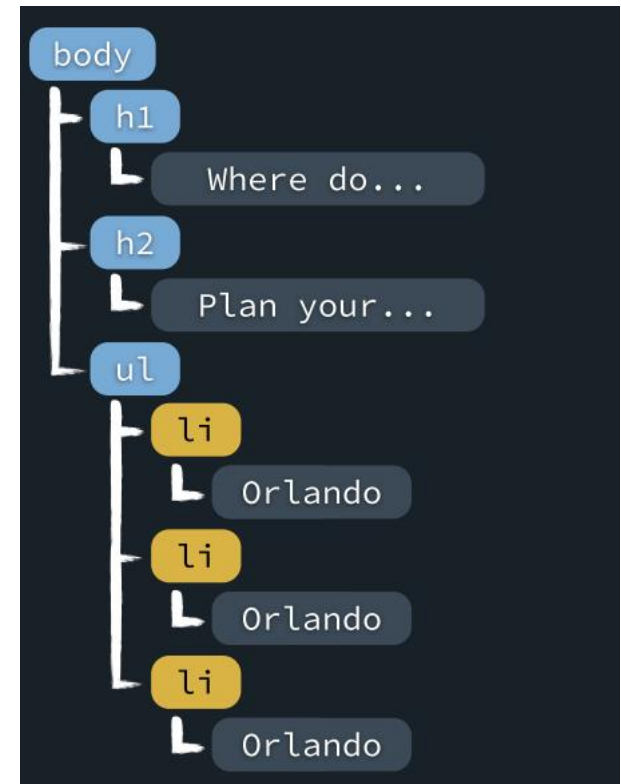 body
h1
Where do...
h2
Plan your...
ul
li
Orlando
li
Orlando
li
Orlando